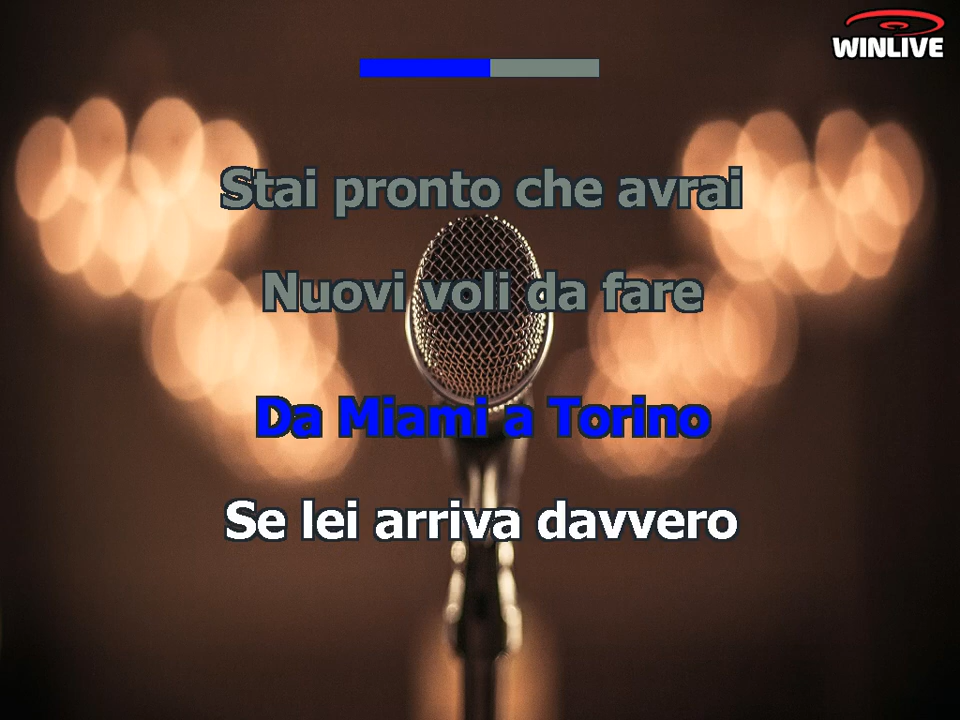 WINLIVE
Stai pronto che avrai
Nuovi voli da fare
Da Miami a Torino
Se lei arriva davvero